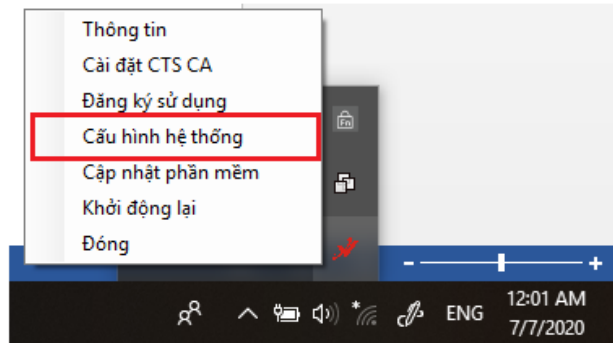 Thông tin
Cài đặt CTS CA
Đăng ký sử dụng
Cấu hình hệ thống
Cập nhật phần mềm
Khởi động lại
Đóng
Fn
ENG
12:01 AM
7/7/2020